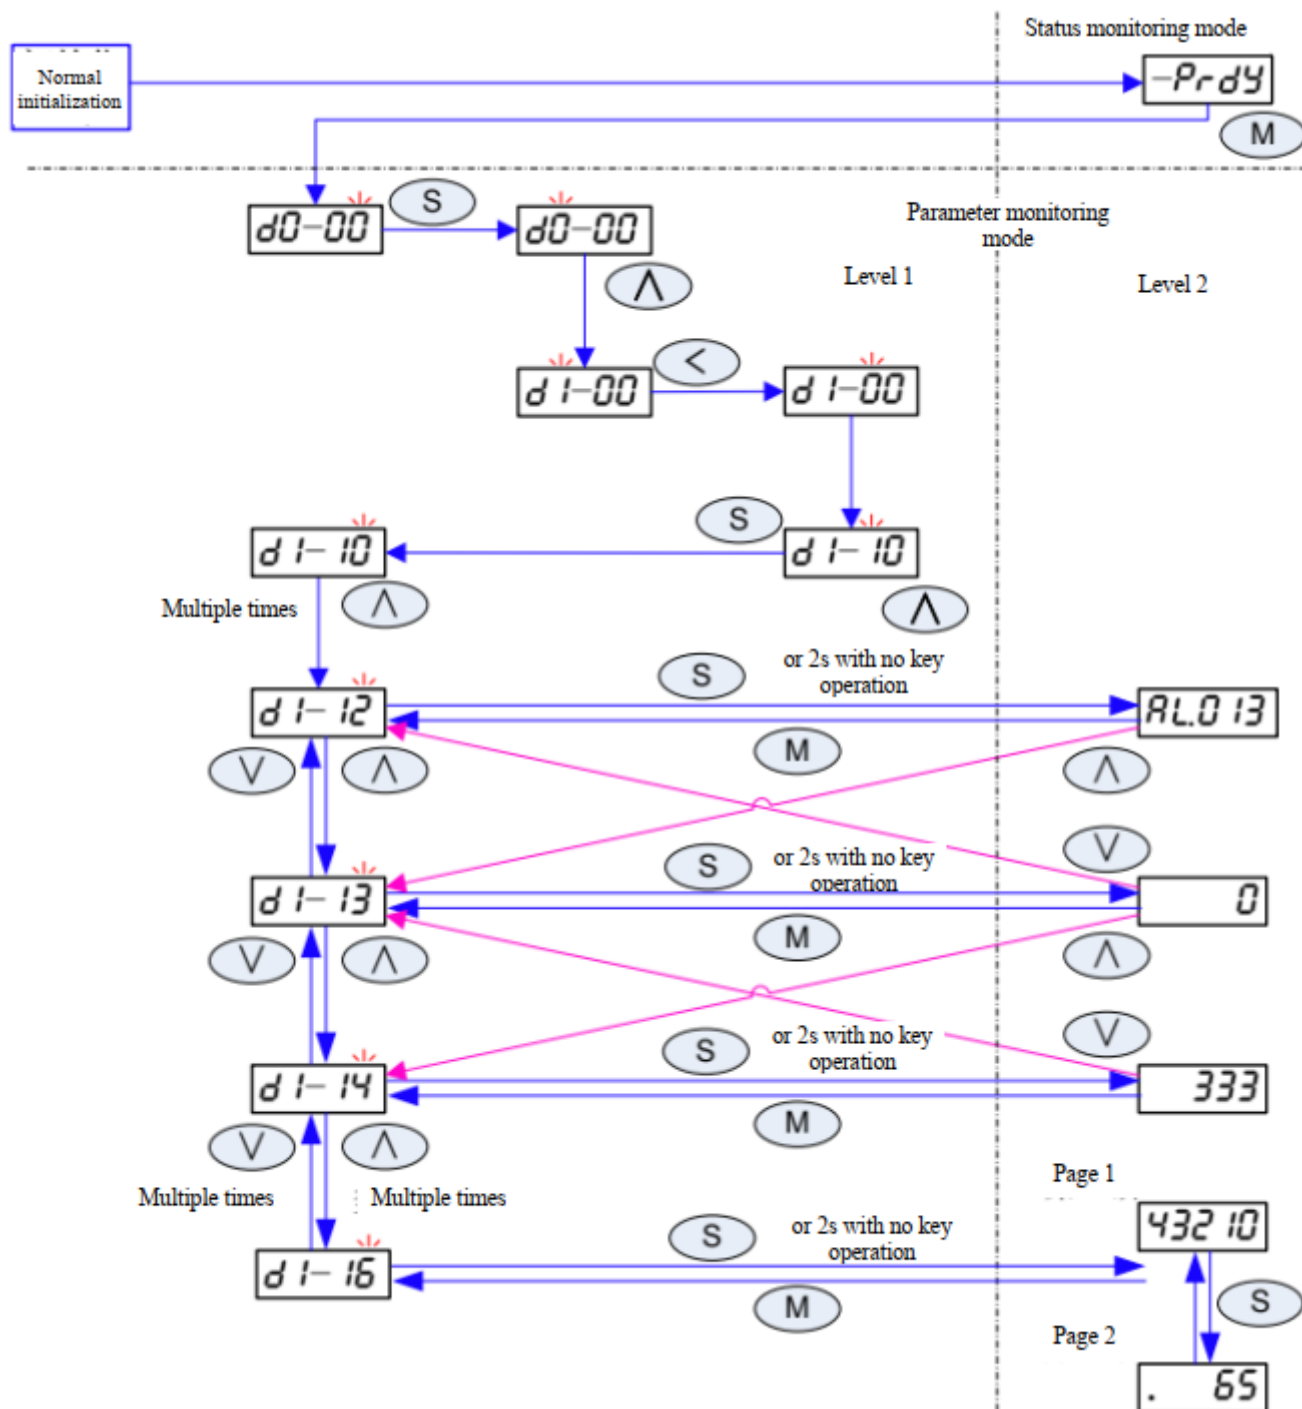 Status monitoring mode
Normal
initialization
-Prdy
M
d0-00
S
d0-00
Parameter monitoring
mode
Level 1
Level 2
∧
d1-00
<
d1-00
S
d1-10
d1-10
Multiple times
∧
∧
S
or 2s with no key
operation
d1-12
AL.013
M
∨
∧
∧
S
or 2s with no key
operation
∨
d1-13
0
M
∨
∧
∧
S
or 2s with no key
operation
∨
d1-14
333
M
∨
∧
Multiple times
Multiple times
Page 1
S
or 2s with no key
operation
43210
d1-16
M
S
Page 2
. 65